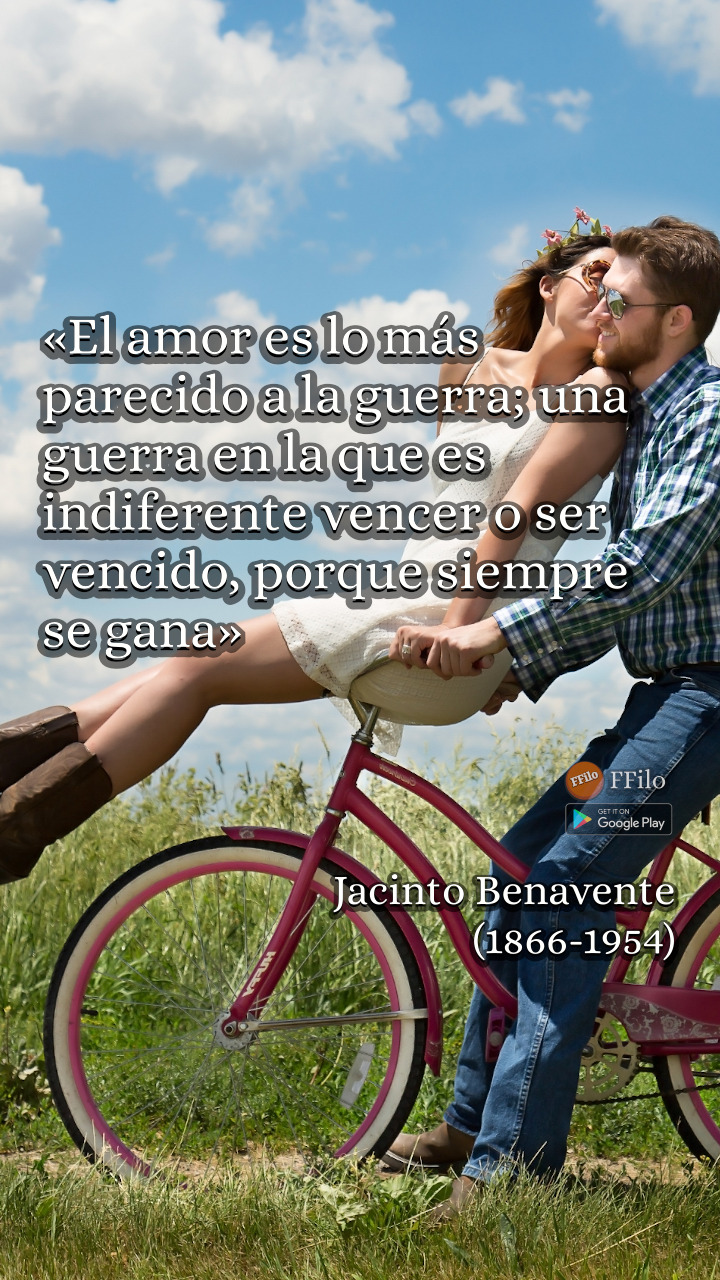 «El amor es lo más
parecido a la guerra; una
guerra en la que es
indiferente vencer o ser
vencido, porque siempre
se gana»
FFilo FFilo
GET IT ON
Google Play
Jacinto Benavente
(1866-1954)
HUFFY